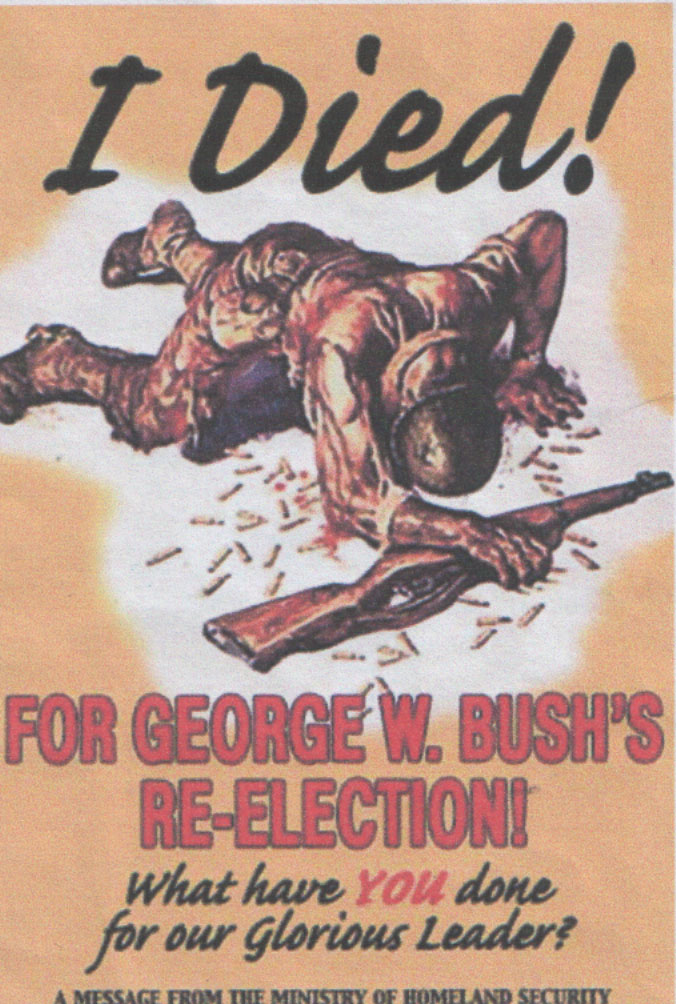 I Died!
FOR GEORGE W. BUSH'S
RE-ELECTION!
What have YOU done
for our Glorious Leader?
A MESSAGE FROM THE MINISTRY OF HOMELAND SECURITY